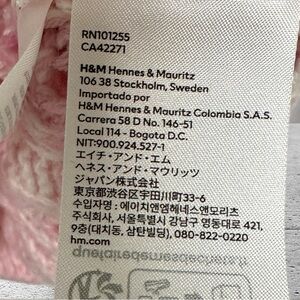 RN101255
CA42271
H&M Hennes & Mauritz
106 38 Stockholm, Sweden
Importado por
H&M Hennes & Mauritz Colombia S.A.S.
Carrera 58 D No. 146-51
Local 114 - Bogota D.C.
NIT:900.924.527-1
エイチ・アンド・エム
ヘネス・アンド・マウリッツ
ジャパン株式会社
東京都渋谷区宇田川町33-6
수입자명 : 에이치앤엠헤네스앤모리츠
주식회사, 서울특별시 강남구 영동대로 421,
9층(대치동, 삼탄빌딩), 080-822-0220
hm.com